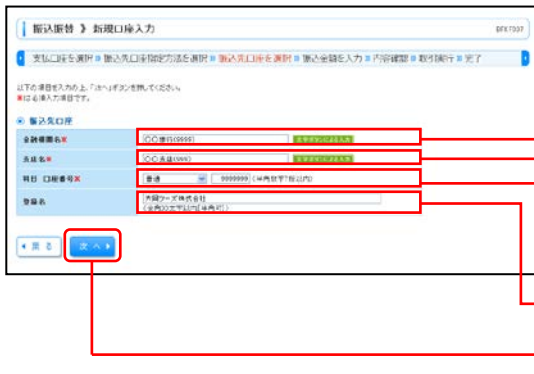 振込振替 》 新規口座入力
支払口座を選択 振込先口座指定方法を選択 振込先口座を選択 振込金額を入力 内容確認 取引実行 完了
以下の項目を入力の上、「次へ」ボタンを押してください。
※は必須入力項目です。
振込先口座
金融機関名※ 〇〇銀行(9999)
支店名※ 〇〇支店(999)
科目 口座番号※ 普通 9999999 (半角数字7桁以内)
登録名
(全角30文字以内[半角可])
戻る 次へ